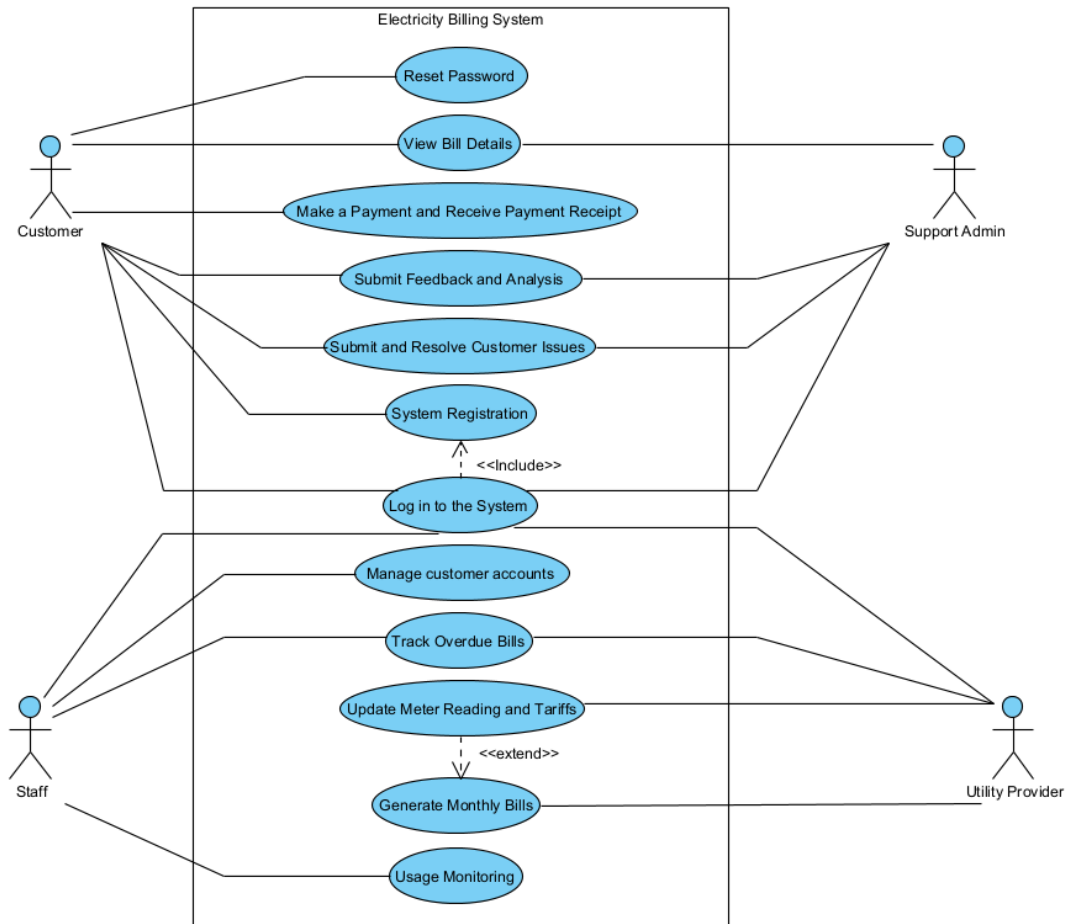 Electricity Billing System
Reset Password
View Bill Details
Make a Payment and Receive Payment Receipt
Customer
Support Admin
Submit Feedback and Analysis
Submit and Resolve Customer Issues
System Registration
<<Include>>
Log in to the System
Manage customer accounts
Track Overdue Bills
Update Meter Reading and Tariffs
<<extend>>
Staff
Utility Provider
Generate Monthly Bills
Usage Monitoring